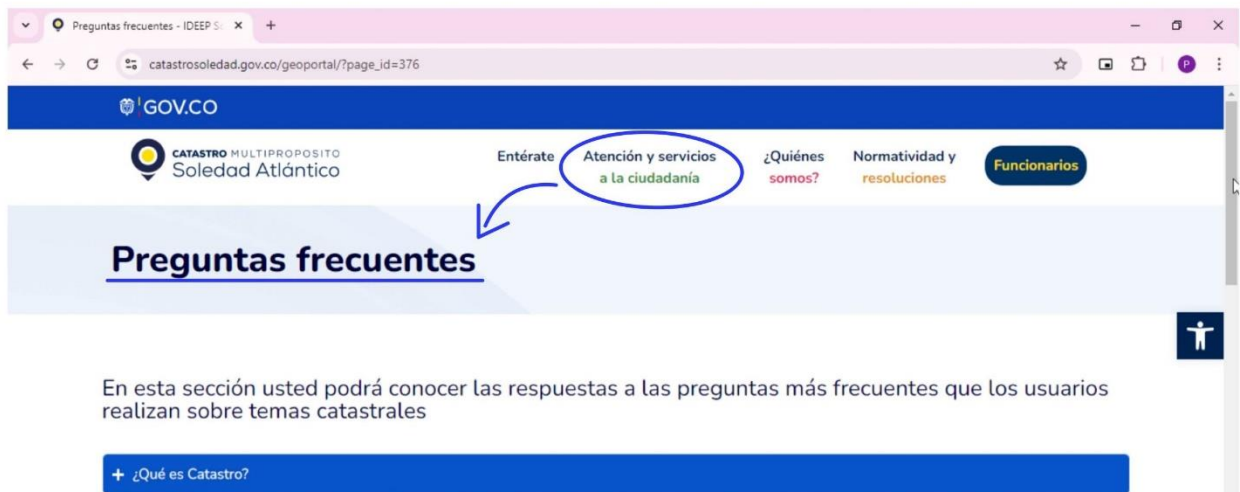 Preguntas frecuentes - IDEEP S
catastrosoledad.gov.co/geoportal/?page_id=376
P
GOV.CO
CATASTRO MULTIPROPOSITO
Soledad Atlántico
Entérate
Atención y servicios
a la ciudadanía
¿Quiénes
somos?
Normatividad y
resoluciones
Funcionarios
Preguntas frecuentes
En esta sección usted podrá conocer las respuestas a las preguntas más frecuentes que los usuarios
realizan sobre temas catastrales
+ ¿Qué es Catastro?